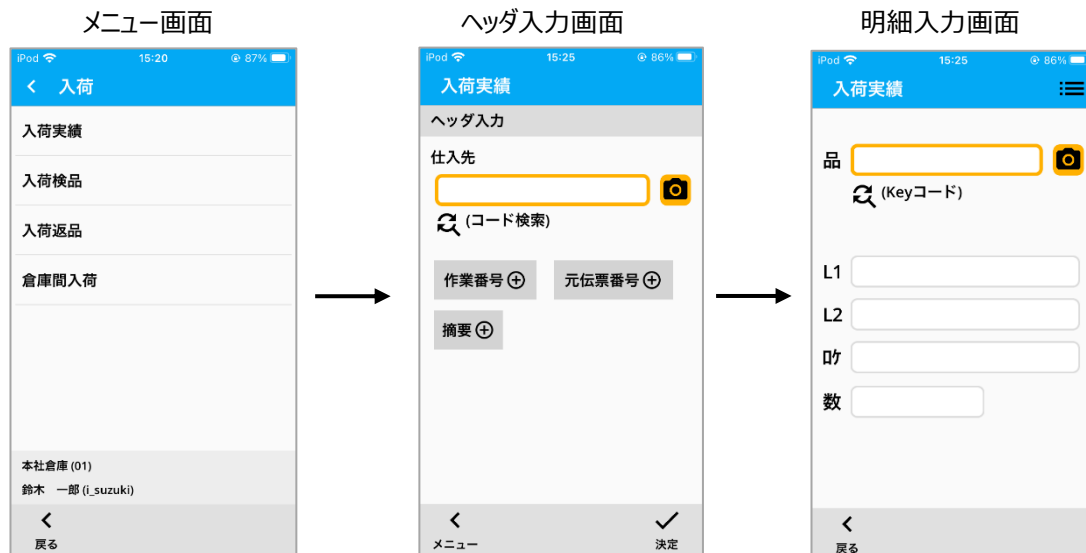 メニュー画面
iPod 15:20 87%
入荷
入荷実績
入荷検品
入荷返品
倉庫間入荷
本社倉庫 (01)
鈴木　一郎 (i_suzuki)
戻る
ヘッダ入力画面
iPod 15:25 86%
入荷実績
ヘッダ入力
仕入先
(コード検索)
作業番号 元伝票番号
摘要
メニュー 決定
明細入力画面
iPod 15:25 86%
入荷実績
品
(Keyコード)
L1
L2
ﾛｹ
数
戻る